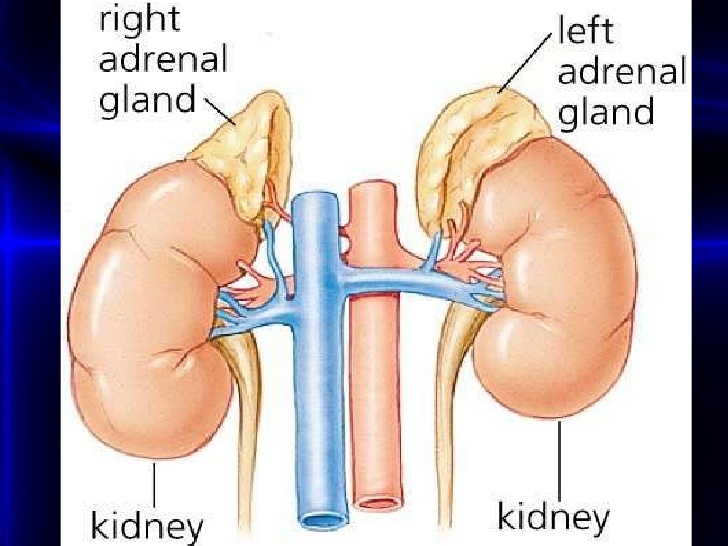 right
adrenal
gland
left
adrenal
gland
kidney
kidney